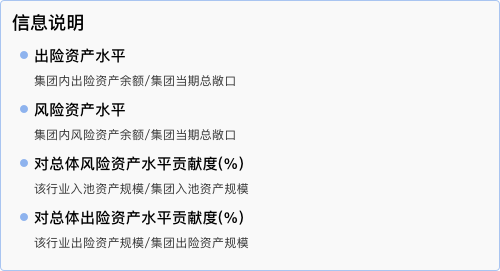 信息说明
出险资产水平
集团内出险资产余额/集团当期总敞口
风险资产水平
集团内风险资产余额/集团当期总敞口
对总体风险资产水平贡献度(%)
该行业入池资产规模/集团入池资产规模
对总体出险资产水平贡献度(%)
该行业出险资产规模/集团出险资产规模